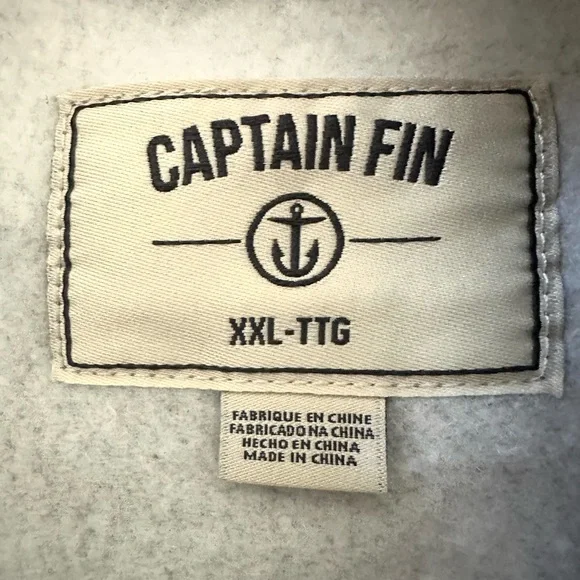 CAPTAIN FIN
XXL-TTG
FABRIQUE EN CHINE
FABRICADO NA CHINA
HECHO EN CHINA
MADE IN CHINA